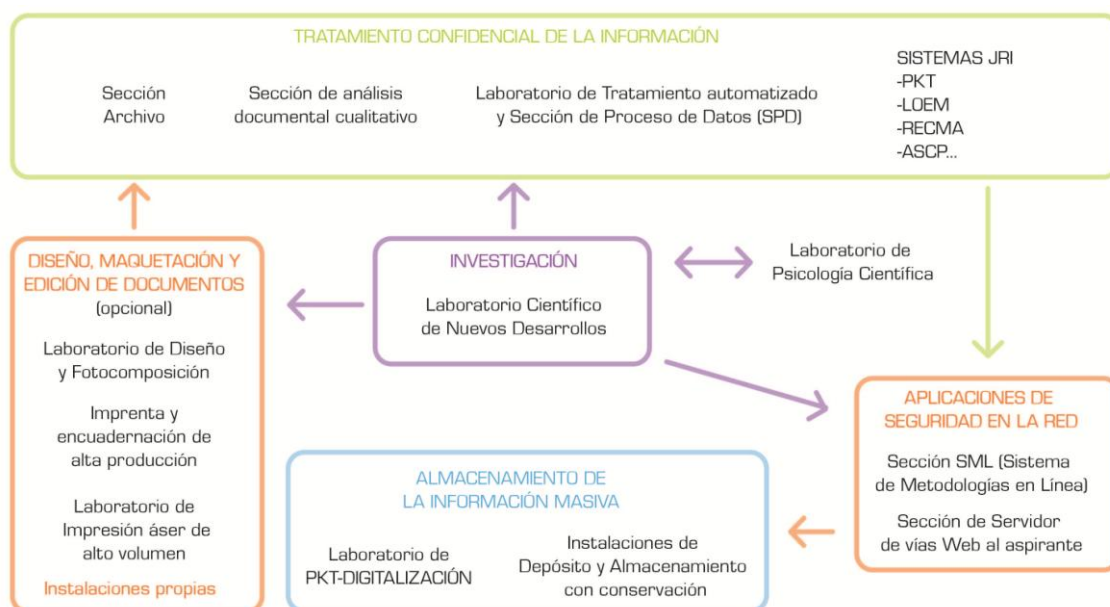 TRATAMIENTO CONFIDENCIAL DE LA INFORMACIÓN
Sección
Archivo
Sección de análisis
documental cualitativo
Laboratorio de Tratamiento automatizado
y Sección de Proceso de Datos (SPD)
SISTEMAS JRI
-PKT
-LOEM
-RECMA
-ASCP...
DISEÑO, MAQUETACIÓN Y
EDICIÓN DE DOCUMENTOS
(opcional)
Laboratorio de Diseño
y Fotocomposición
Imprenta y
encuadernación de
alta producción
Laboratorio de
Impresión áser de
alto volumen
Instalaciones propias
INVESTIGACIÓN
Laboratorio Científico
de Nuevos Desarrollos
Laboratorio de
Psicología Científica
APLICACIONES DE
SEGURIDAD EN LA RED
Sección SML (Sistema
de Metodologías en Línea)
Sección de Servidor
de vías Web al aspirante
ALMACENAMIENTO DE
LA INFORMACIÓN MASIVA
Laboratorio de
PKT-DIGITALIZACIÓN
Instalaciones de
Depósito y Almacenamiento
con conservación